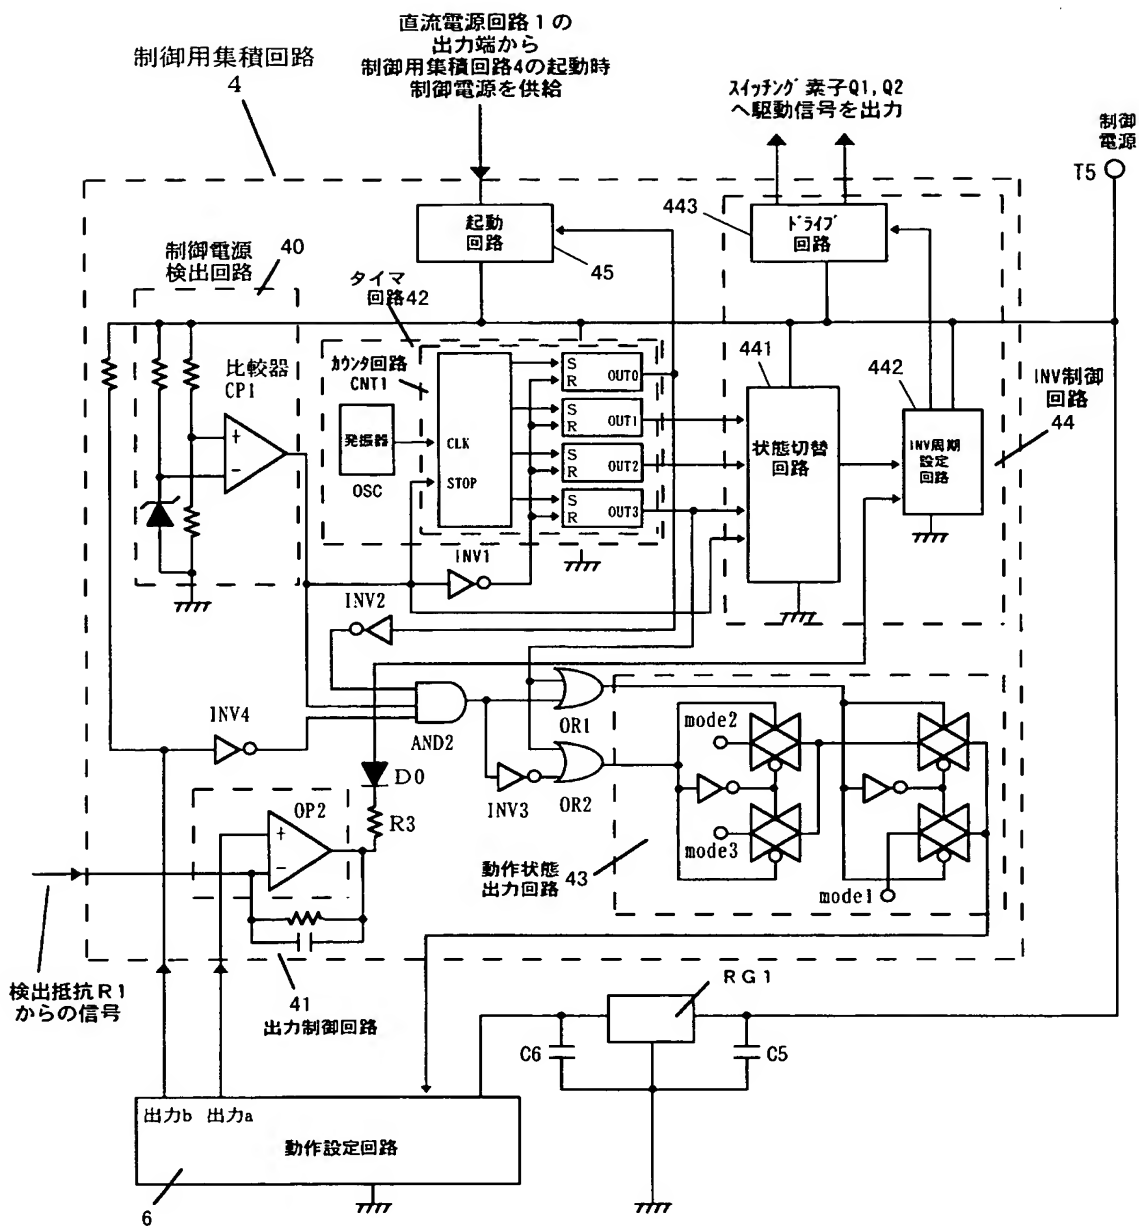 直流電源回路1の
出力端から
制御用集積回路4の起動時
制御電源を供給
制御用集積回路
4
スイッチング素子Q1,Q2
へ駆動信号を出力
制御
電源
T5
443
ドライブ
回路
起動
回路
45
制御電源
検出回路
40
タイマ
回路42
カウンタ回路
CNT1
比較器
CP1
+
−
発振器
OSC
CLK
STOP
S
R
OUT0
S
R
OUT1
S
R
OUT2
S
R
OUT3
441
状態切替
回路
442
INV周期
設定
回路
INV制御
回路
44
INV1
INV2
INV4
AND2
OR1
INV3
OR2
D0
R3
OP2
+
−
mode2
mode3
mode1
動作状態
出力回路
43
検出抵抗R1
からの信号
41
出力制御回路
RG1
C6
C5
出力b
出力a
動作設定回路
6